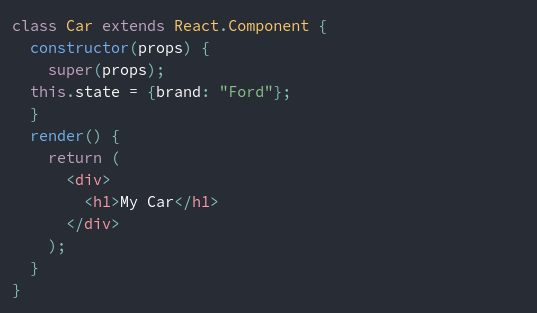 class Car extends React.Component {
  constructor(props) {
    super(props);
  this.state = {brand: "Ford"};
  }
  render() {
    return (
      <div>
        <h1>My Car</h1>
      </div>
    );
  }
}